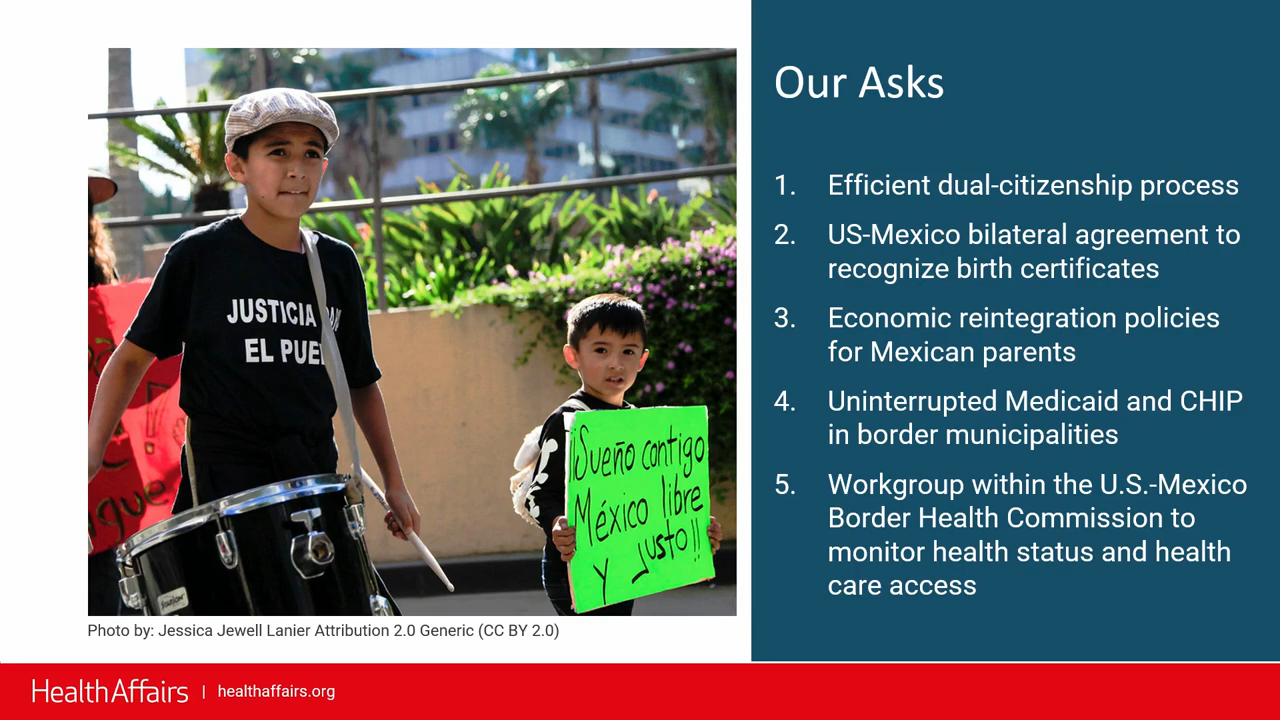 JUSTICIA
EL
¡¡Sueño contigo
México libre
y justo!!
Photo by: Jessica Jewell Lanier Attribution 2.0 Generic (CC BY 2.0)
Our Asks
1. Efficient dual-citizenship process
2. US-Mexico bilateral agreement to
recognize birth certificates
3. Economic reintegration policies
for Mexican parents
4. Uninterrupted Medicaid and CHIP
in border municipalities
5. Workgroup within the U.S.-Mexico
Border Health Commission to
monitor health status and health
care access
HealthAffairs | healthaffairs.org